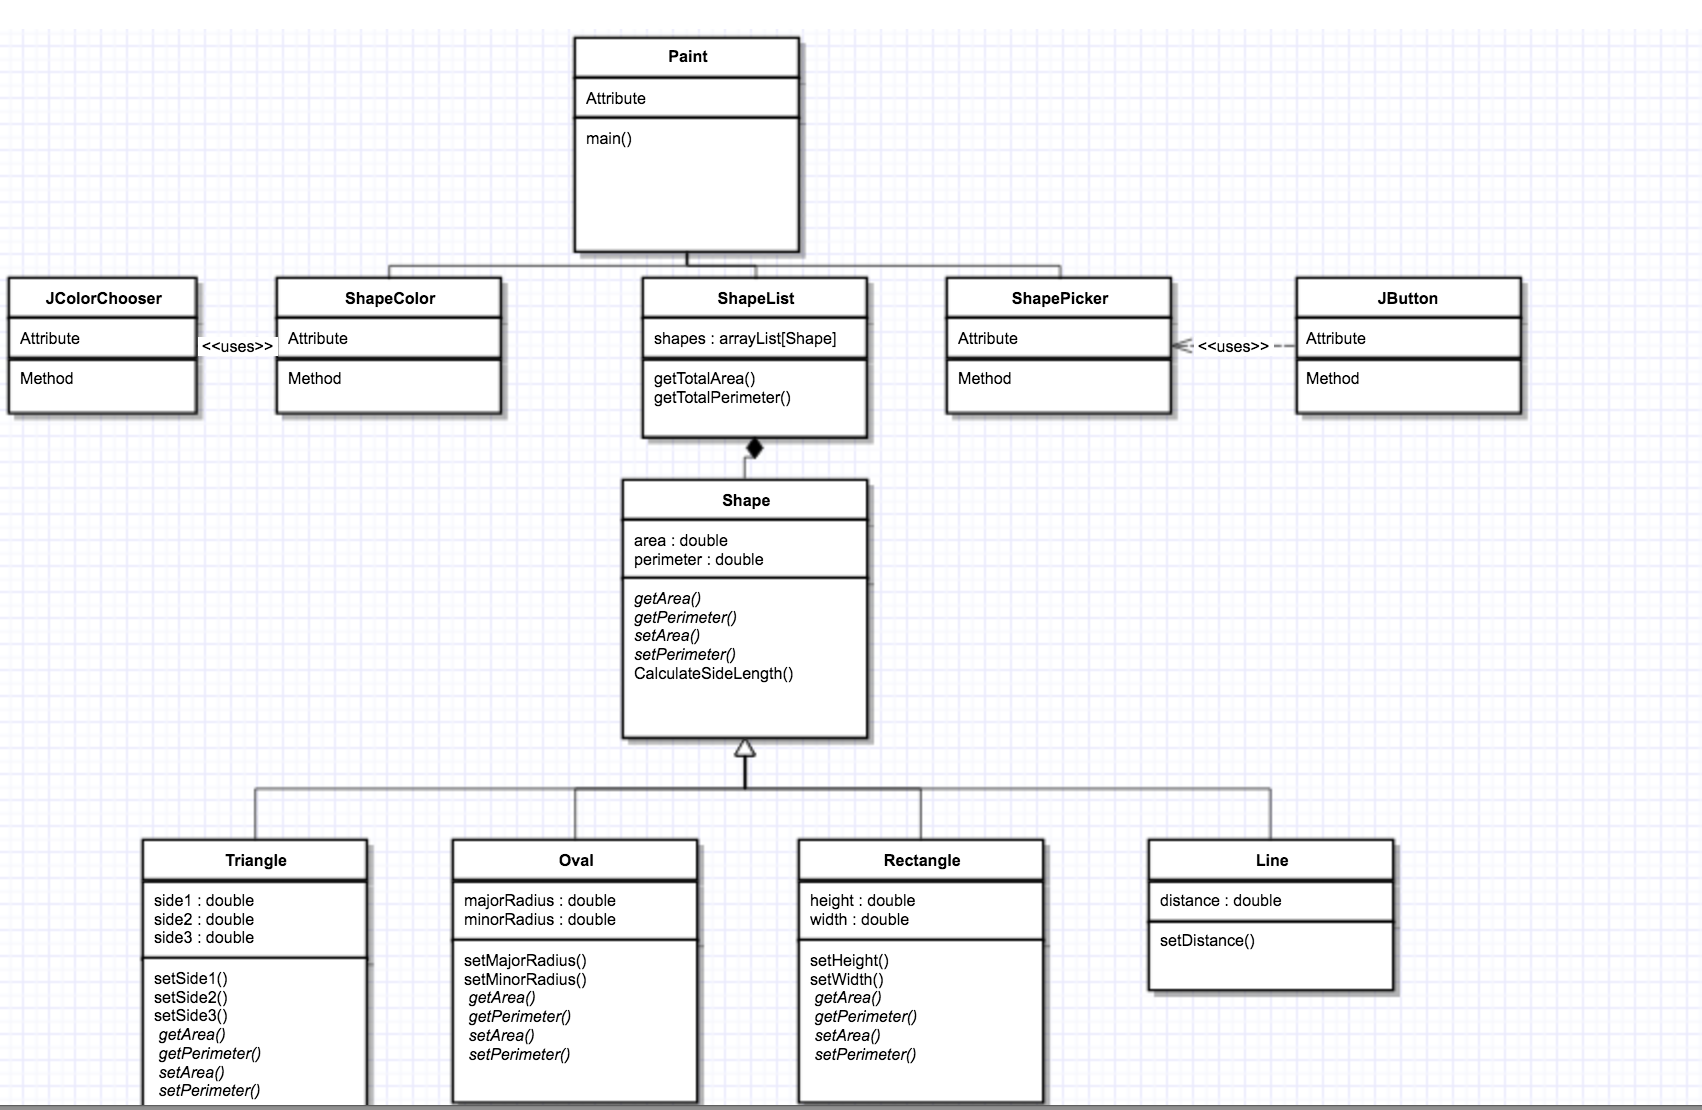 Paint
Attribute
main()
JColorChooser
Attribute
Method
<<uses>>
ShapeColor
Attribute
Method
ShapeList
shapes : arrayList[Shape]
getTotalArea()
getTotalPerimeter()
ShapePicker
Attribute
Method
<<uses>>
JButton
Attribute
Method
Shape
area : double
perimeter : double
getArea()
getPerimeter()
setArea()
setPerimeter()
CalculateSideLength()
Triangle
side1 : double
side2 : double
side3 : double
setSide1()
setSide2()
setSide3()
getArea()
getPerimeter()
setArea()
setPerimeter()
Oval
majorRadius : double
minorRadius : double
setMajorRadius()
setMinorRadius()
getArea()
getPerimeter()
setArea()
setPerimeter()
Rectangle
height : double
width : double
setHeight()
setWidth()
getArea()
getPerimeter()
setArea()
setPerimeter()
Line
distance : double
setDistance()